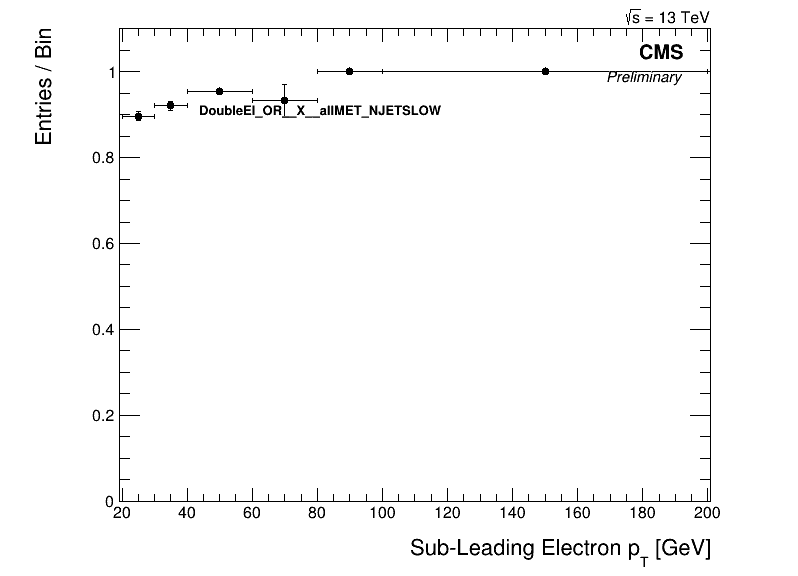 √s = 13 TeV
Entries / Bin
CMS
Preliminary
DoubleEl_OR__X__allMET_NJETSLOW
1
0.8
0.6
0.4
0.2
0
20 40 60 80 100 120 140 160 180 200
Sub-Leading Electron pT [GeV]